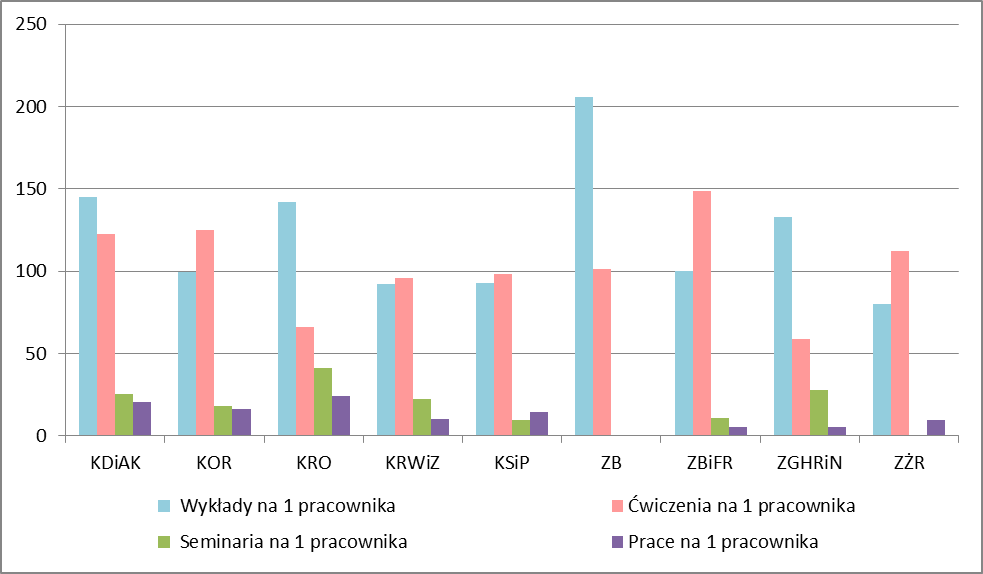 250
200
150
100
50
0
KDiAK KOR KRO KRWiZ KSiP ZB ZBiFR ZGHRiN ZŻR
Wykłady na 1 pracownika Ćwiczenia na 1 pracownika
Seminaria na 1 pracownika Prace na 1 pracownika